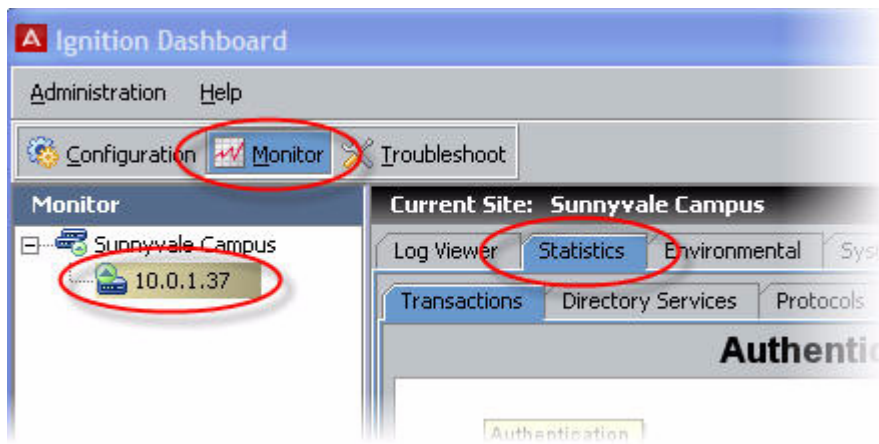 Ignition Dashboard
Administration Help
Configuration Monitor Troubleshoot
Monitor
Current Site: Sunnyvale Campus
Sunnyvale Campus
10.0.1.37
Log Viewer Statistics Environmental
Transactions Directory Services Protocols
Authentication